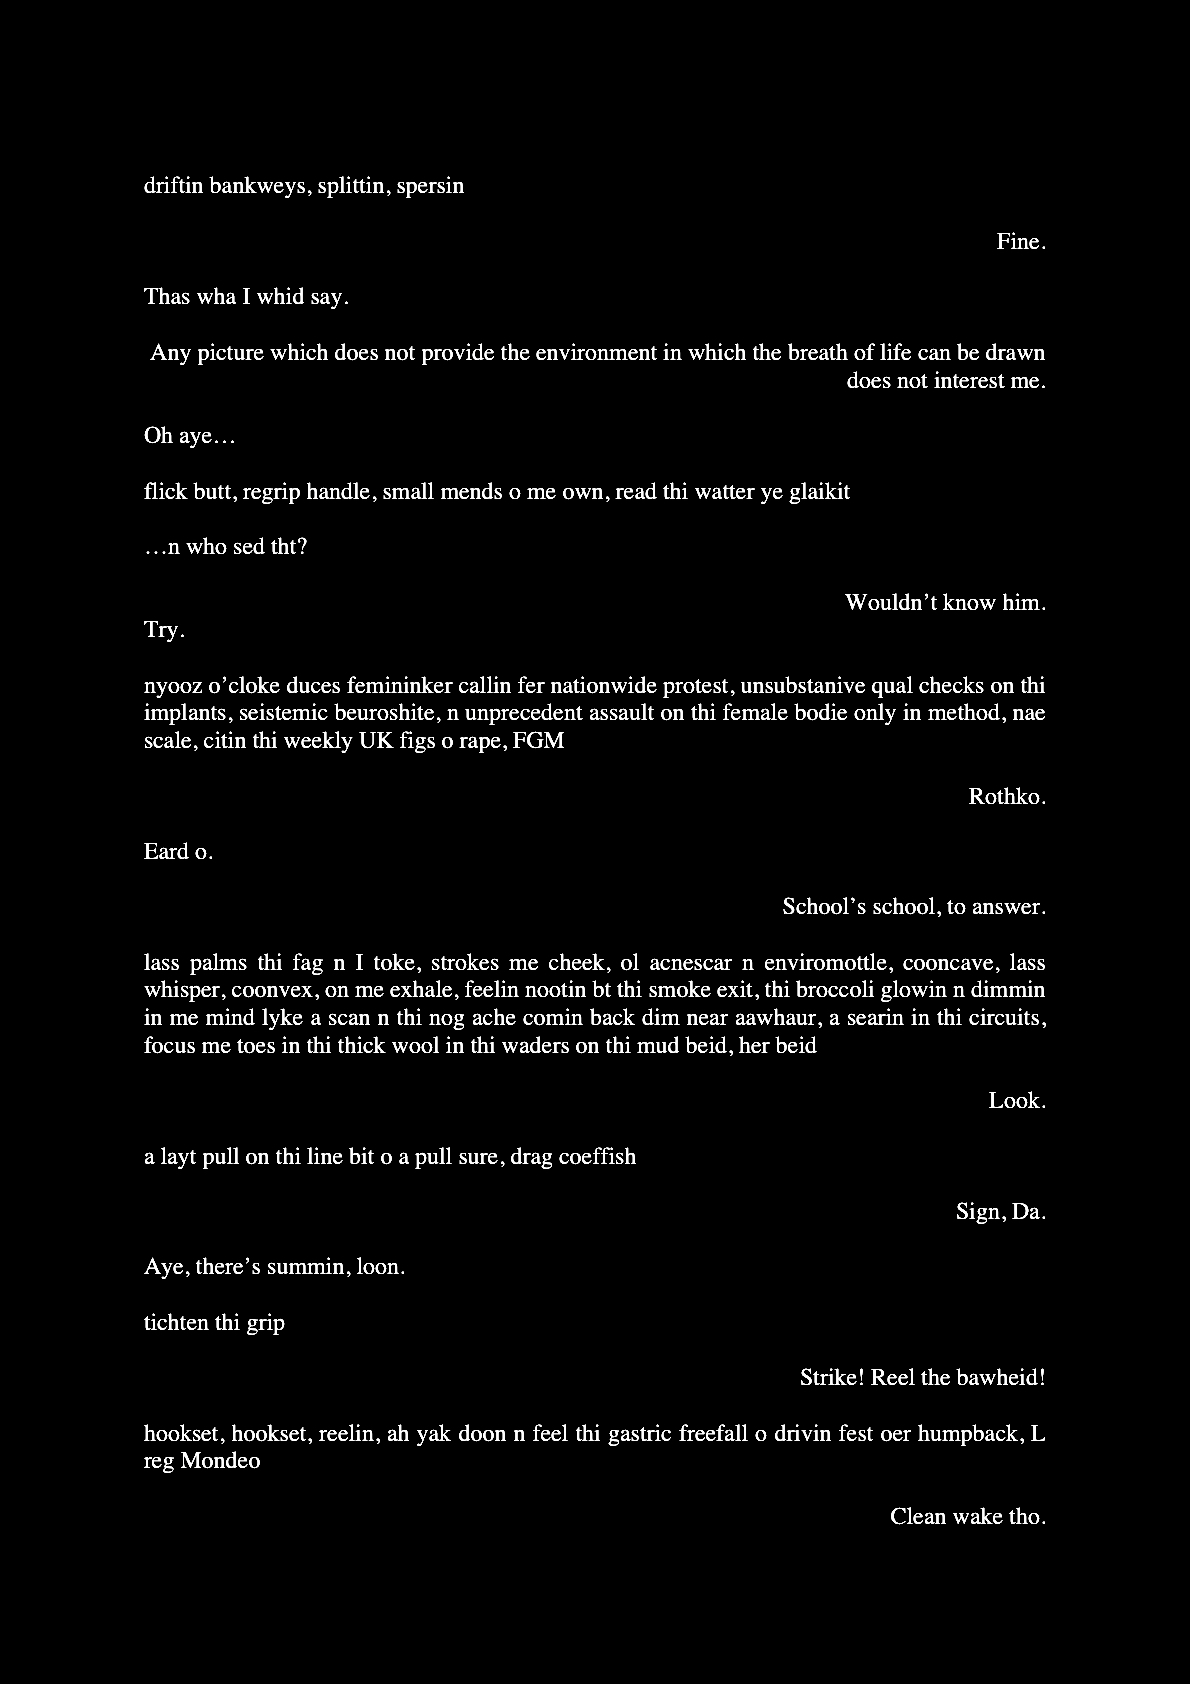 driftin bankweys, splittin, spersin
Fine.
Thas wha I whid say.
Any picture which does not provide the environment in which the breath of life can be drawn
does not interest me.
Oh aye…
flick butt, regrip handle, small mends o me own, read thi watter ye glaikit
…n who sed tht?
Wouldn’t know him.
Try.
nyooz o’cloke duces femininker callin fer nationwide protest, unsubstanive qual checks on thi
implants, seistemic beuroshite, n unprecedent assault on thi female bodie only in method, nae
scale, citin thi weekly UK figs o rape, FGM
Rothko.
Eard o.
School’s school, to answer.
lass palms thi fag n I toke, strokes me cheek, ol acnescar n enviromottle, cooncave, lass
whisper, coonvex, on me exhale, feelin nootin bt thi smoke exit, thi broccoli glowin n dimmin
in me mind lyke a scan n thi nog ache comin back dim near aawhaur, a searin in thi circuits,
focus me toes in thi thick wool in thi waders on thi mud beid, her beid
Look.
a layt pull on thi line bit o a pull sure, drag coeffish
Sign, Da.
Aye, there’s summin, loon.
tichten thi grip
Strike! Reel the bawheid!
hookset, hookset, reelin, ah yak doon n feel thi gastric freefall o drivin fest oer humpback, L
reg Mondeo
Clean wake tho.